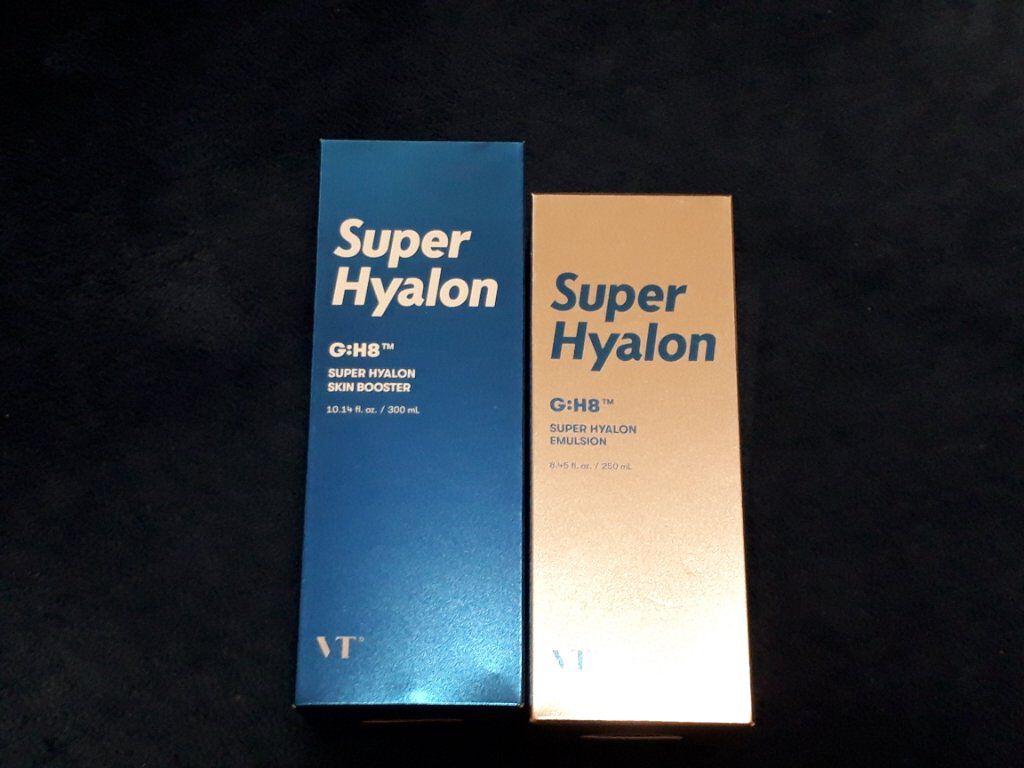 Super
Hyalon
G:H8™
SUPER HYALON
SKIN BOOSTER
10.14 fl. oz. / 300 mL
VT
Super
Hyalon
G:H8™
SUPER HYALON
EMULSION
8.45 fl. oz. / 250 mL
VT